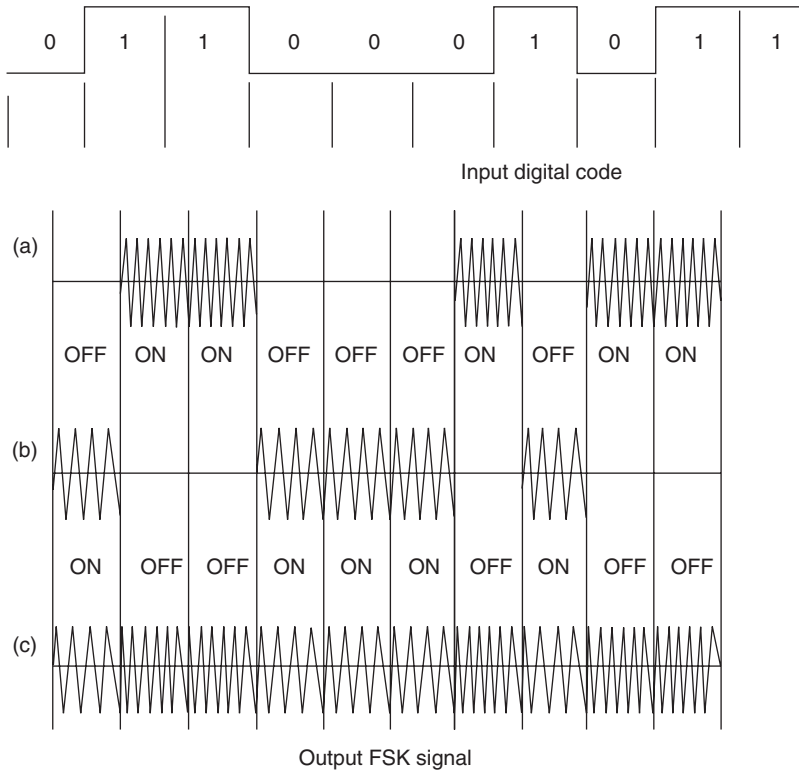 0 1 1 0 0 0 1 0 1 1
Input digital code
(a)
OFF ON ON OFF OFF OFF ON OFF ON ON
(b)
ON OFF OFF ON ON ON OFF ON OFF OFF
(c)
Output FSK signal